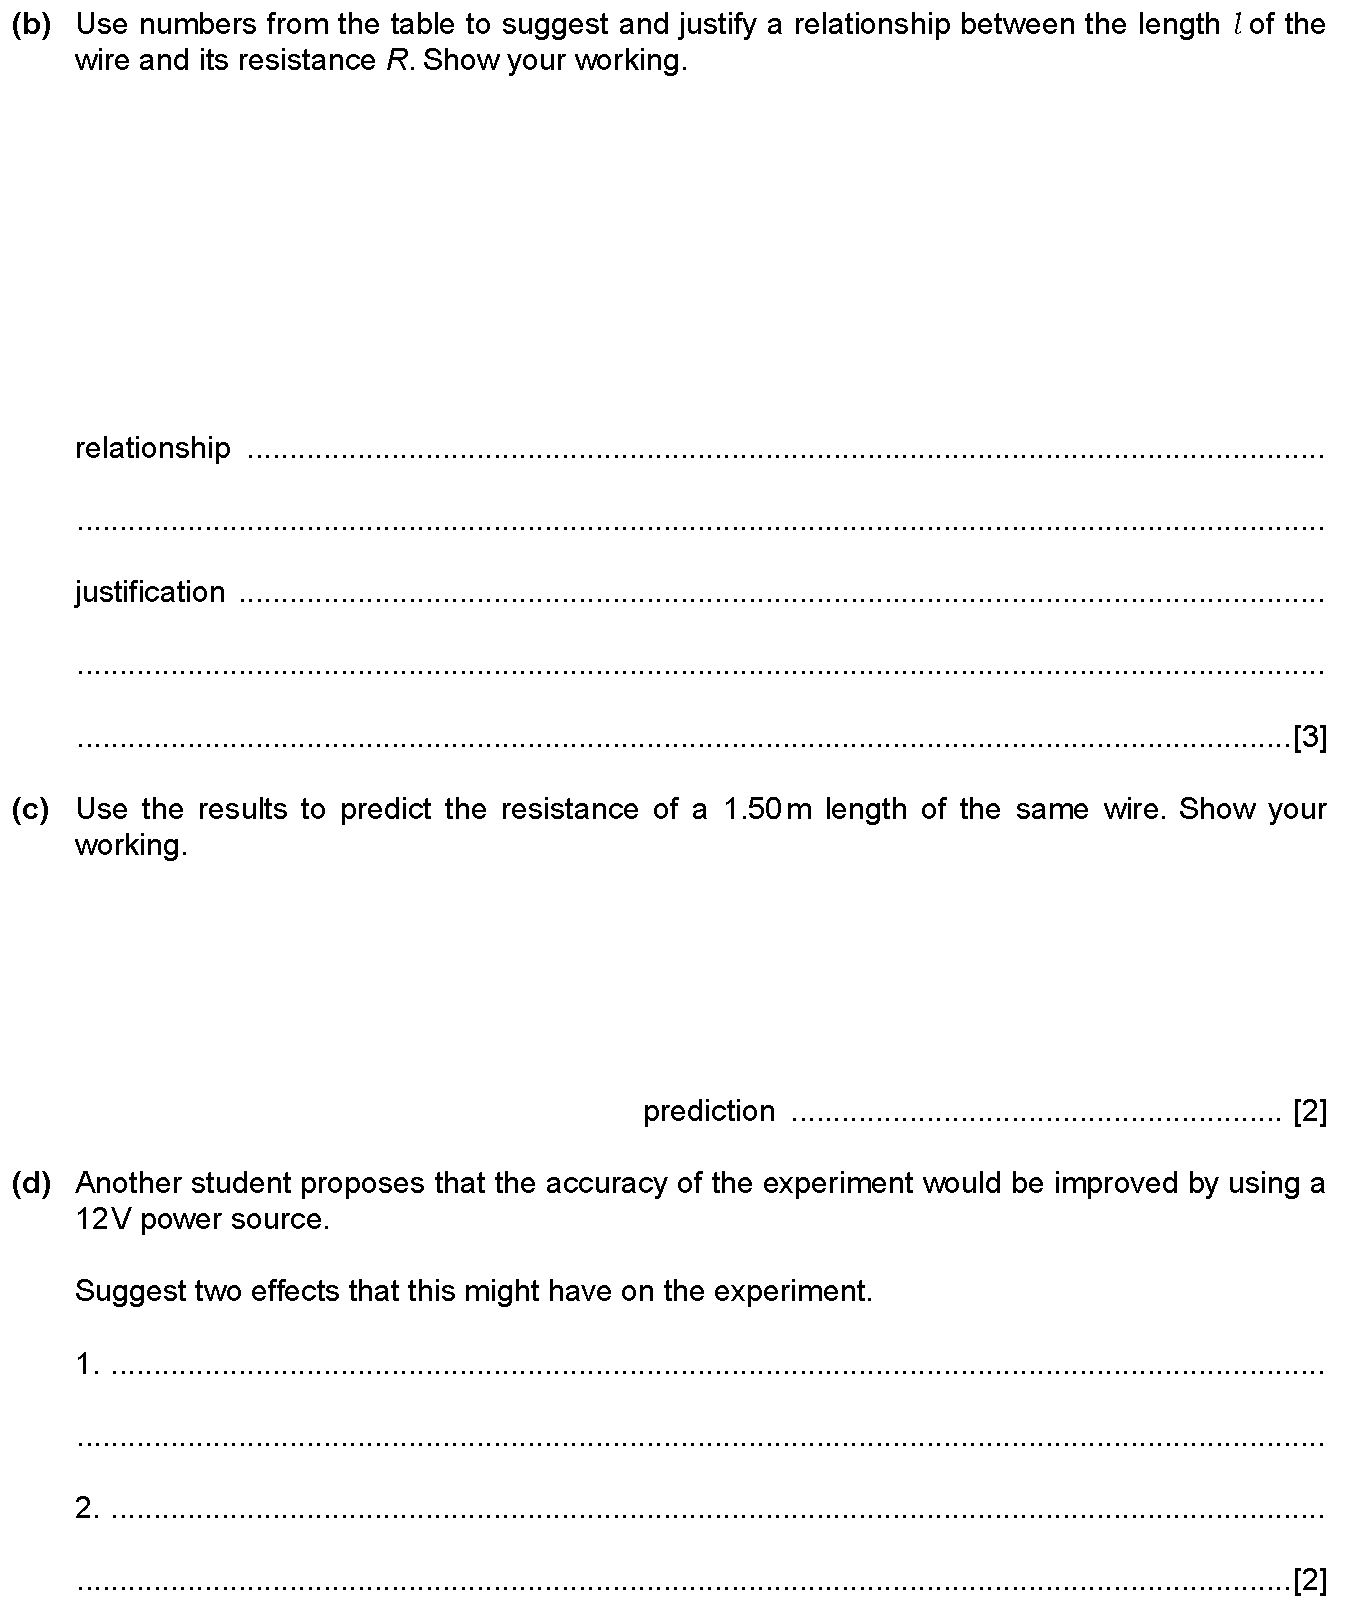 (b) Use numbers from the table to suggest and justify a relationship between the length l of the
wire and its resistance R. Show your working.
relationship ..........................................................................................
..........................................................................................
justification ..........................................................................................
..........................................................................................
..........................................................................................[3]
(c) Use the results to predict the resistance of a 1.50 m length of the same wire. Show your
working.
prediction .......................................................... [2]
(d) Another student proposes that the accuracy of the experiment would be improved by using a
12V power source.
Suggest two effects that this might have on the experiment.
1. ..........................................................................................
..........................................................................................
2. ..........................................................................................
..........................................................................................[2]